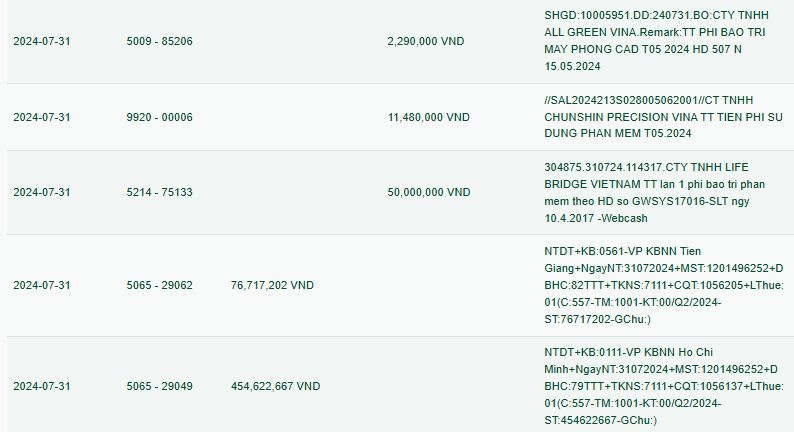 SHGD:10005951.DD:240731.BO:CTY TNHH
2024-07-31 5009 - 85206 2,290,000 VND ALL GREEN VINA.Remark:TT PHI BAO TRI
MAY PHONG CAD T05 2024 HD 507 N
15.05.2024
//SAL2024213S028005062001//CT TNHH
2024-07-31 9920 - 00006 11,480,000 VND CHUNSHIN PRECISION VINA TT TIEN PHI SU
DUNG PHAN MEM T05.2024
304875.310724.114317.CTY TNHH LIFE
2024-07-31 5214 - 75133 50,000,000 VND BRIDGE VIETNAM TT lan 1 phi bao tri phan
mem theo HD so GWSYS17016-SLT ngay
10.4.2017 -Webcash
NTDT+KB:0561-VP KBNN Tien
Giang+NgayNT:31072024+MST:1201496252+D
2024-07-31 5065 - 29062 76,717,202 VND BHC:82TTT+TKNS:7111+CQT:1056205+LThue:
01(C:557-TM:1001-KT:00/Q2/2024-
ST:76717202-GChu:)
NTDT+KB:0111-VP KBNN Ho Chi
Minh+NgayNT:31072024+MST:1201496252+D
2024-07-31 5065 - 29049 454,622,667 VND BHC:79TTT+TKNS:7111+CQT:1056137+LThue:
01(C:557-TM:1001-KT:00/Q2/2024-
ST:454622667-GChu:)